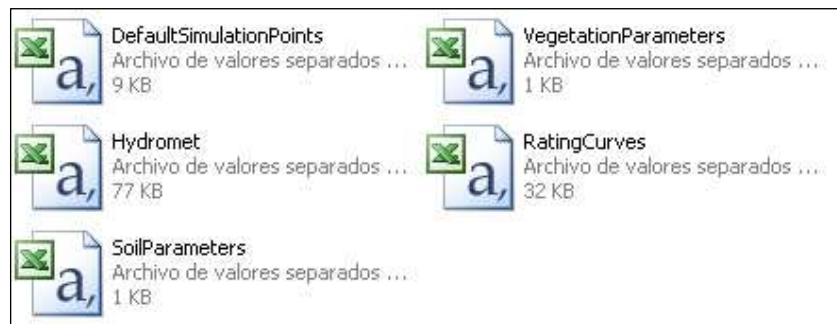 DefaultSimulationPoints
Archivo de valores separados ...
9 KB
VegetationParameters
Archivo de valores separados ...
1 KB
Hydromet
Archivo de valores separados ...
77 KB
RatingCurves
Archivo de valores separados ...
32 KB
SoilParameters
Archivo de valores separados ...
1 KB
a,
a,
a,
a,
a,